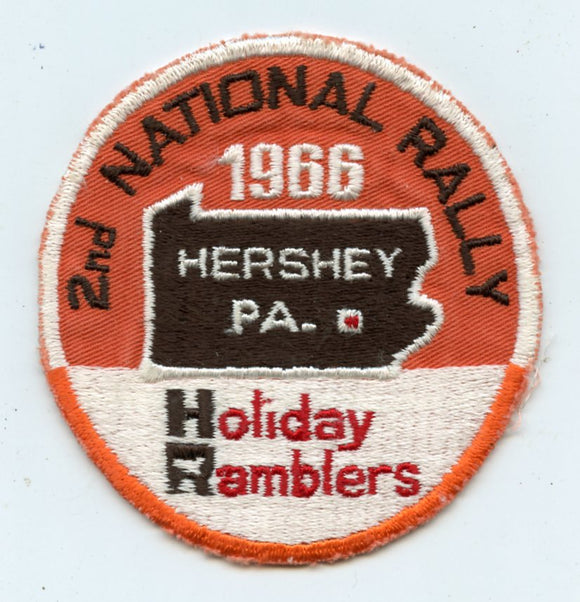 2nd NATIONAL RALLY
1966
HERSHEY
PA.
Holiday
Ramblers